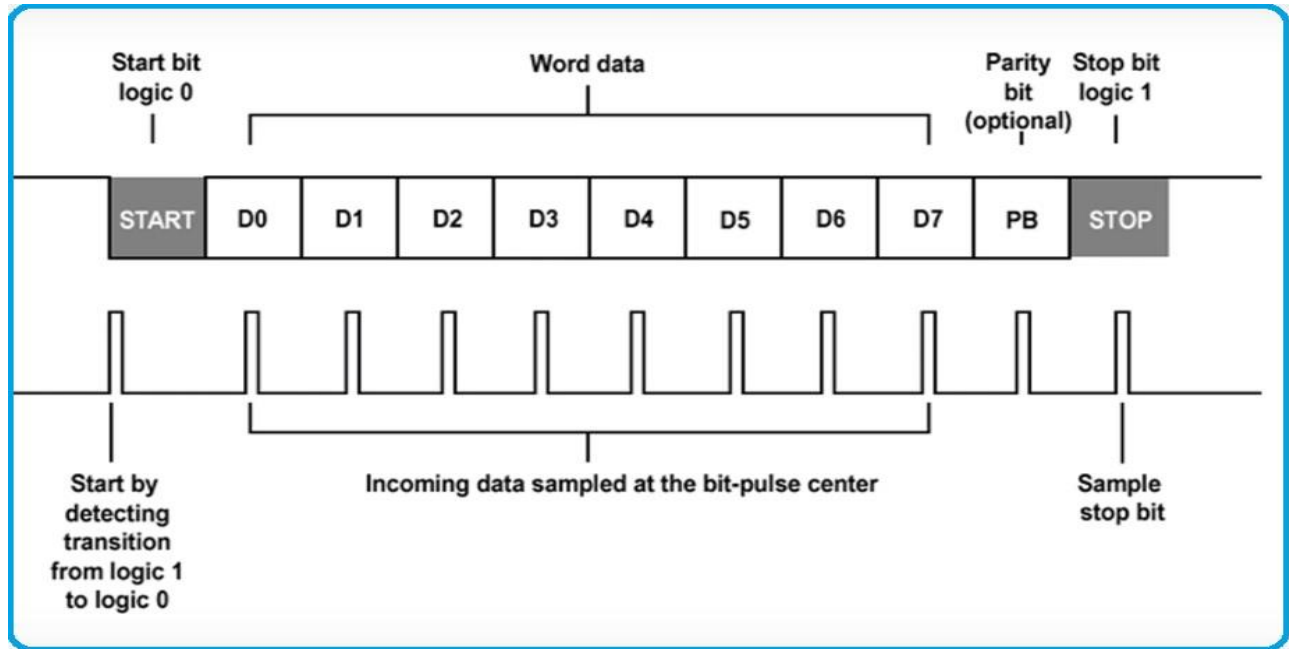 Start bit
logic 0
Word data
Parity
bit
(optional)
Stop bit
logic 1
START D0 D1 D2 D3 D4 D5 D6 D7 PB STOP
Start by
detecting
transition
from logic 1
to logic 0
Incoming data sampled at the bit-pulse center
Sample
stop bit